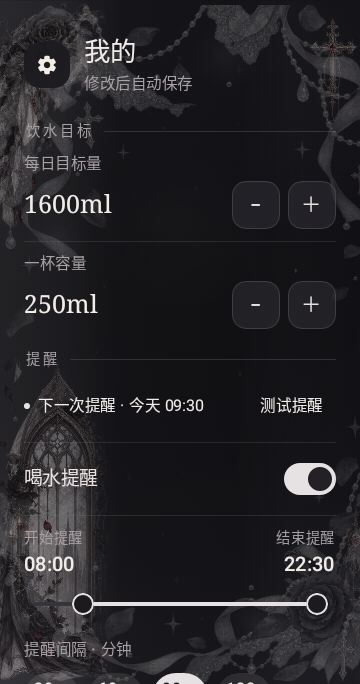 我的
修改后自动保存
饮水目标
每日目标量
1600ml
- +
一杯容量
250ml
- +
提醒
下一次提醒 · 今天 09:30 测试提醒
喝水提醒
开始提醒 结束提醒
08:00 22:30
提醒间隔 · 分钟